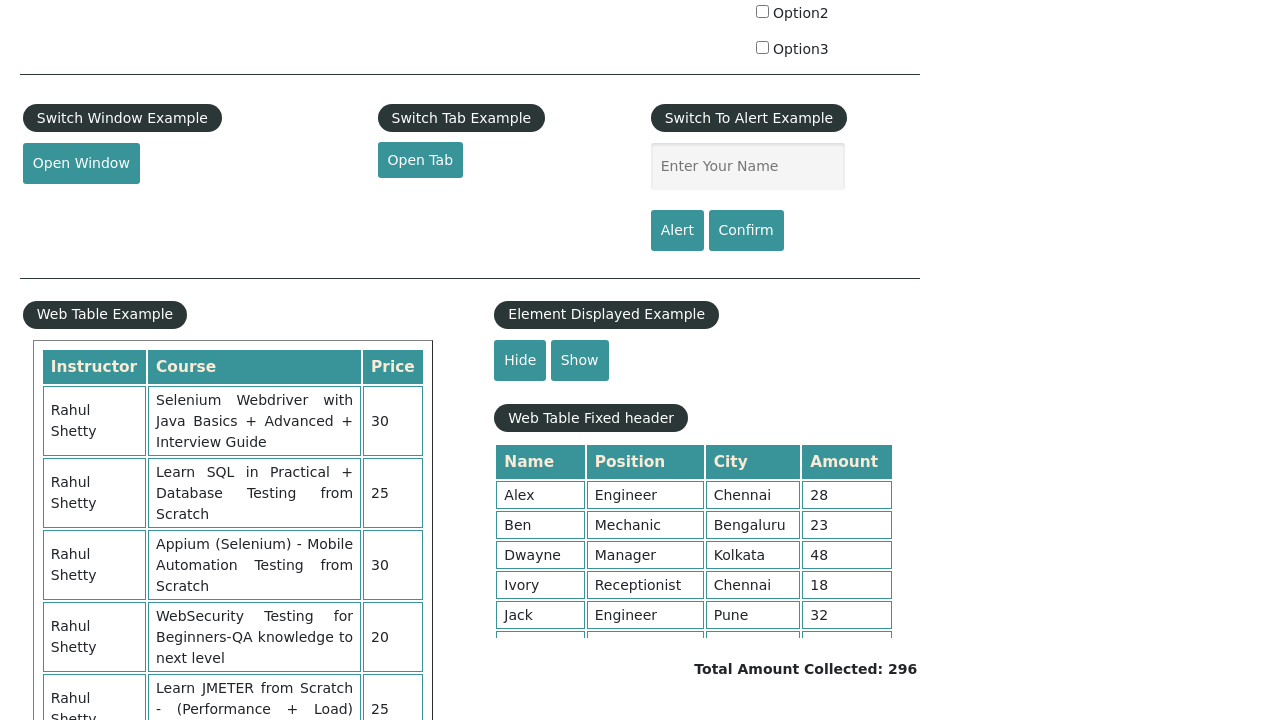 Option2
Option3
Switch Window Example
Open Window
Switch Tab Example
Open Tab
Switch To Alert Example
Enter Your Name
Alert Confirm
Web Table Example
Instructor Course Price
Rahul Shetty
Selenium Webdriver with
Java Basics + Advanced +
Interview Guide
30
Rahul Shetty
Learn SQL in Practical +
Database Testing from
Scratch
25
Rahul Shetty
Appium (Selenium) - Mobile
Automation Testing from
Scratch
30
Rahul Shetty
WebSecurity Testing for
Beginners-QA knowledge to
next level
20
Rahul Shetty
Learn JMETER from Scratch
- (Performance + Load)
25
Element Displayed Example
Hide Show
Web Table Fixed header
Name Position City Amount
Alex Engineer Chennai 28
Ben Mechanic Bengaluru 23
Dwayne Manager Kolkata 48
Ivory Receptionist Chennai 18
Jack Engineer Pune 32
Total Amount Collected: 296